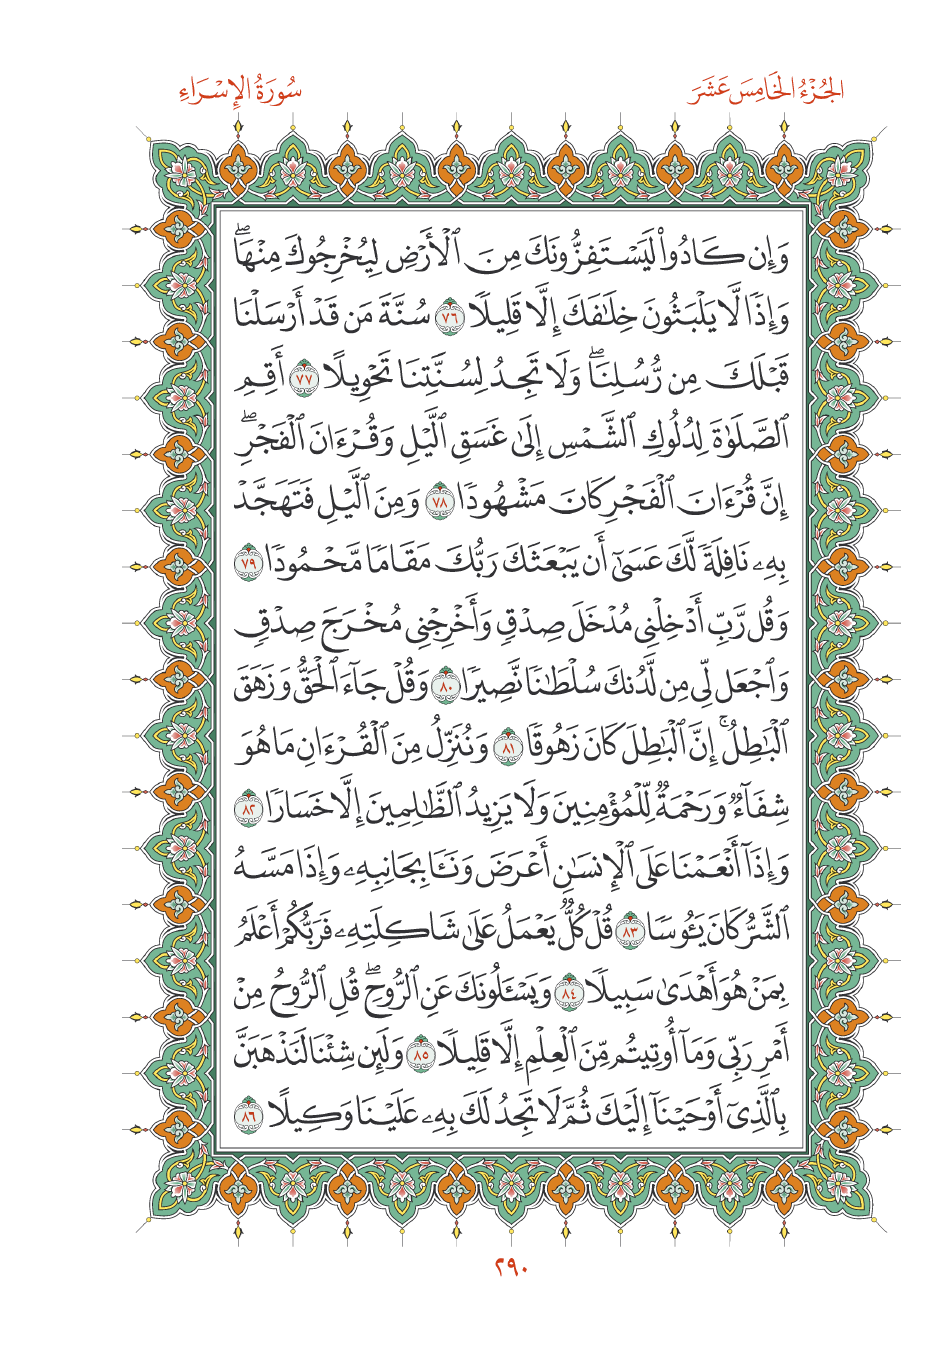 الجُزْءُ الخَامِسَ عَشَرَ
سُورَةُ الإِسْرَاءِ
وَإِن كَادُوا۟ لَيَسْتَفِزُّونَكَ مِنَ ٱلْأَرْضِ لِيُخْرِجُوكَ مِنْهَاۖ
وَإِذًا لَّا يَلْبَثُونَ خِلَـٰفَكَ إِلَّا قَلِيلًا ٧٦ سُنَّةَ مَن قَدْ أَرْسَلْنَا
قَبْلَكَ مِن رُّسُلِنَاۖ وَلَا تَجِدُ لِسُنَّتِنَا تَحْوِيلًا ٧٧ أَقِمِ
ٱلصَّلَوٰةَ لِدُلُوكِ ٱلشَّمْسِ إِلَىٰ غَسَقِ ٱلَّيْلِ وَقُرْءَانَ ٱلْفَجْرِۖ
إِنَّ قُرْءَانَ ٱلْفَجْرِ كَانَ مَشْهُودًا ٧٨ وَمِنَ ٱلَّيْلِ فَتَهَجَّدْ
بِهِۦ نَافِلَةً لَّكَ عَسَىٰٓ أَن يَبْعَثَكَ رَبُّكَ مَقَامًا مَّحْمُودًا ٧٩
وَقُل رَّبِّ أَدْخِلْنِى مُدْخَلَ صِدْقٍ وَأَخْرِجْنِى مُخْرَجَ صِدْقٍ
وَٱجْعَل لِّى مِن لَّدُنكَ سُلْطَـٰنًا نَّصِيرًا ٨٠ وَقُلْ جَآءَ ٱلْحَقُّ وَزَهَقَ
ٱلْبَـٰطِلُۚ إِنَّ ٱلْبَـٰطِلَ كَانَ زَهُوقًا ٨١ وَنُنَزِّلُ مِنَ ٱلْقُرْءَانِ مَا هُوَ
شِفَآءٌ وَرَحْمَةٌ لِّلْمُؤْمِنِينَ وَلَا يَزِيدُ ٱلظَّـٰلِمِينَ إِلَّا خَسَارًا ٨٢
وَإِذَآ أَنْعَمْنَا عَلَى ٱلْإِنسَـٰنِ أَعْرَضَ وَنَـَٔا بِجَانِبِهِۦ وَإِذَا مَسَّهُ
ٱلشَّرُّ كَانَ يَـُٔوسًا ٨٣ قُلْ كُلٌّ يَعْمَلُ عَلَىٰ شَاكِلَتِهِۦ فَرَبُّكُمْ أَعْلَمُ
بِمَنْ هُوَ أَهْدَىٰ سَبِيلًا ٨٤ وَيَسْـَٔلُونَكَ عَنِ ٱلرُّوحِۖ قُلِ ٱلرُّوحُ مِنْ
أَمْرِ رَبِّى وَمَآ أُوتِيتُم مِّنَ ٱلْعِلْمِ إِلَّا قَلِيلًا ٨٥ وَلَئِن شِئْنَا لَنَذْهَبَنَّ
بِٱلَّذِىٓ أَوْحَيْنَآ إِلَيْكَ ثُمَّ لَا تَجِدُ لَكَ بِهِۦ عَلَيْنَا وَكِيلًا ٨٦
٢٩٠